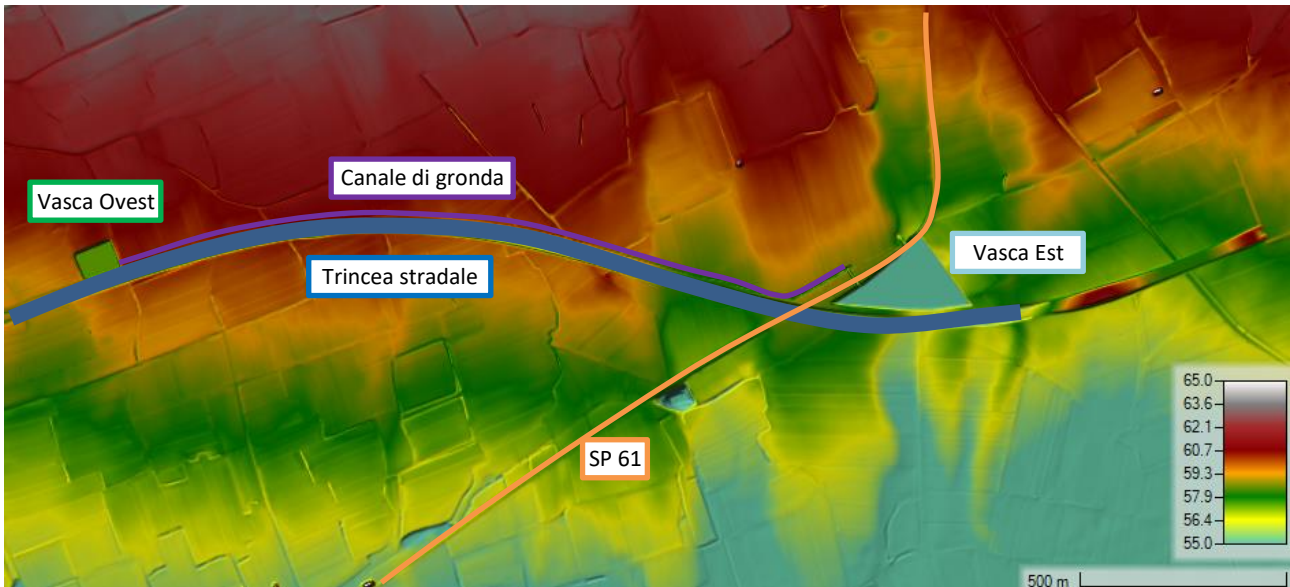 Canale di gronda
Vasca Ovest
Vasca Est
Trincea stradale
SP 61
65.0
63.6
62.1
60.7
59.3
57.9
56.4
55.0
500 m